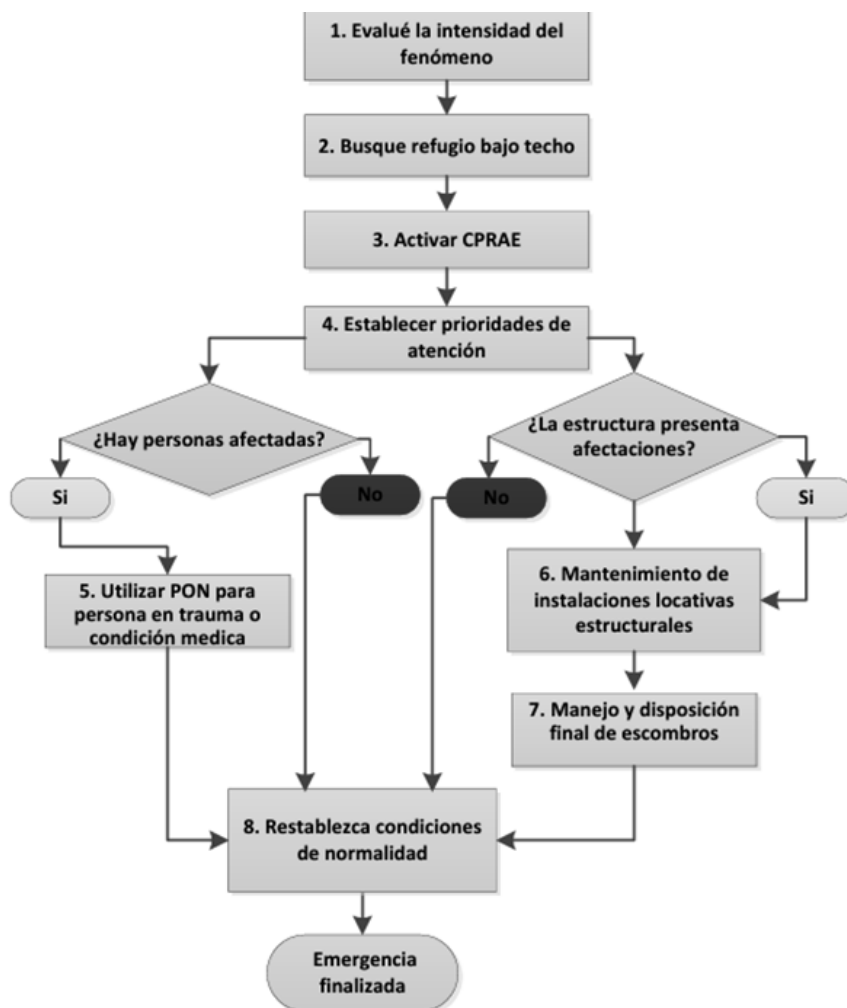 1. Evalué la intensidad del
fenómeno
2. Busque refugio bajo techo
3. Activar CPRAE
4. Establecer prioridades de
atención
¿Hay personas afectadas?
¿La estructura presenta
afectaciones?
Si
No
No
Si
5. Utilizar PON para
persona en trauma o
condición medica
6. Mantenimiento de
instalaciones locativas
estructurales
7. Manejo y disposición
final de escombros
8. Restablezca condiciones
de normalidad
Emergencia
finalizada